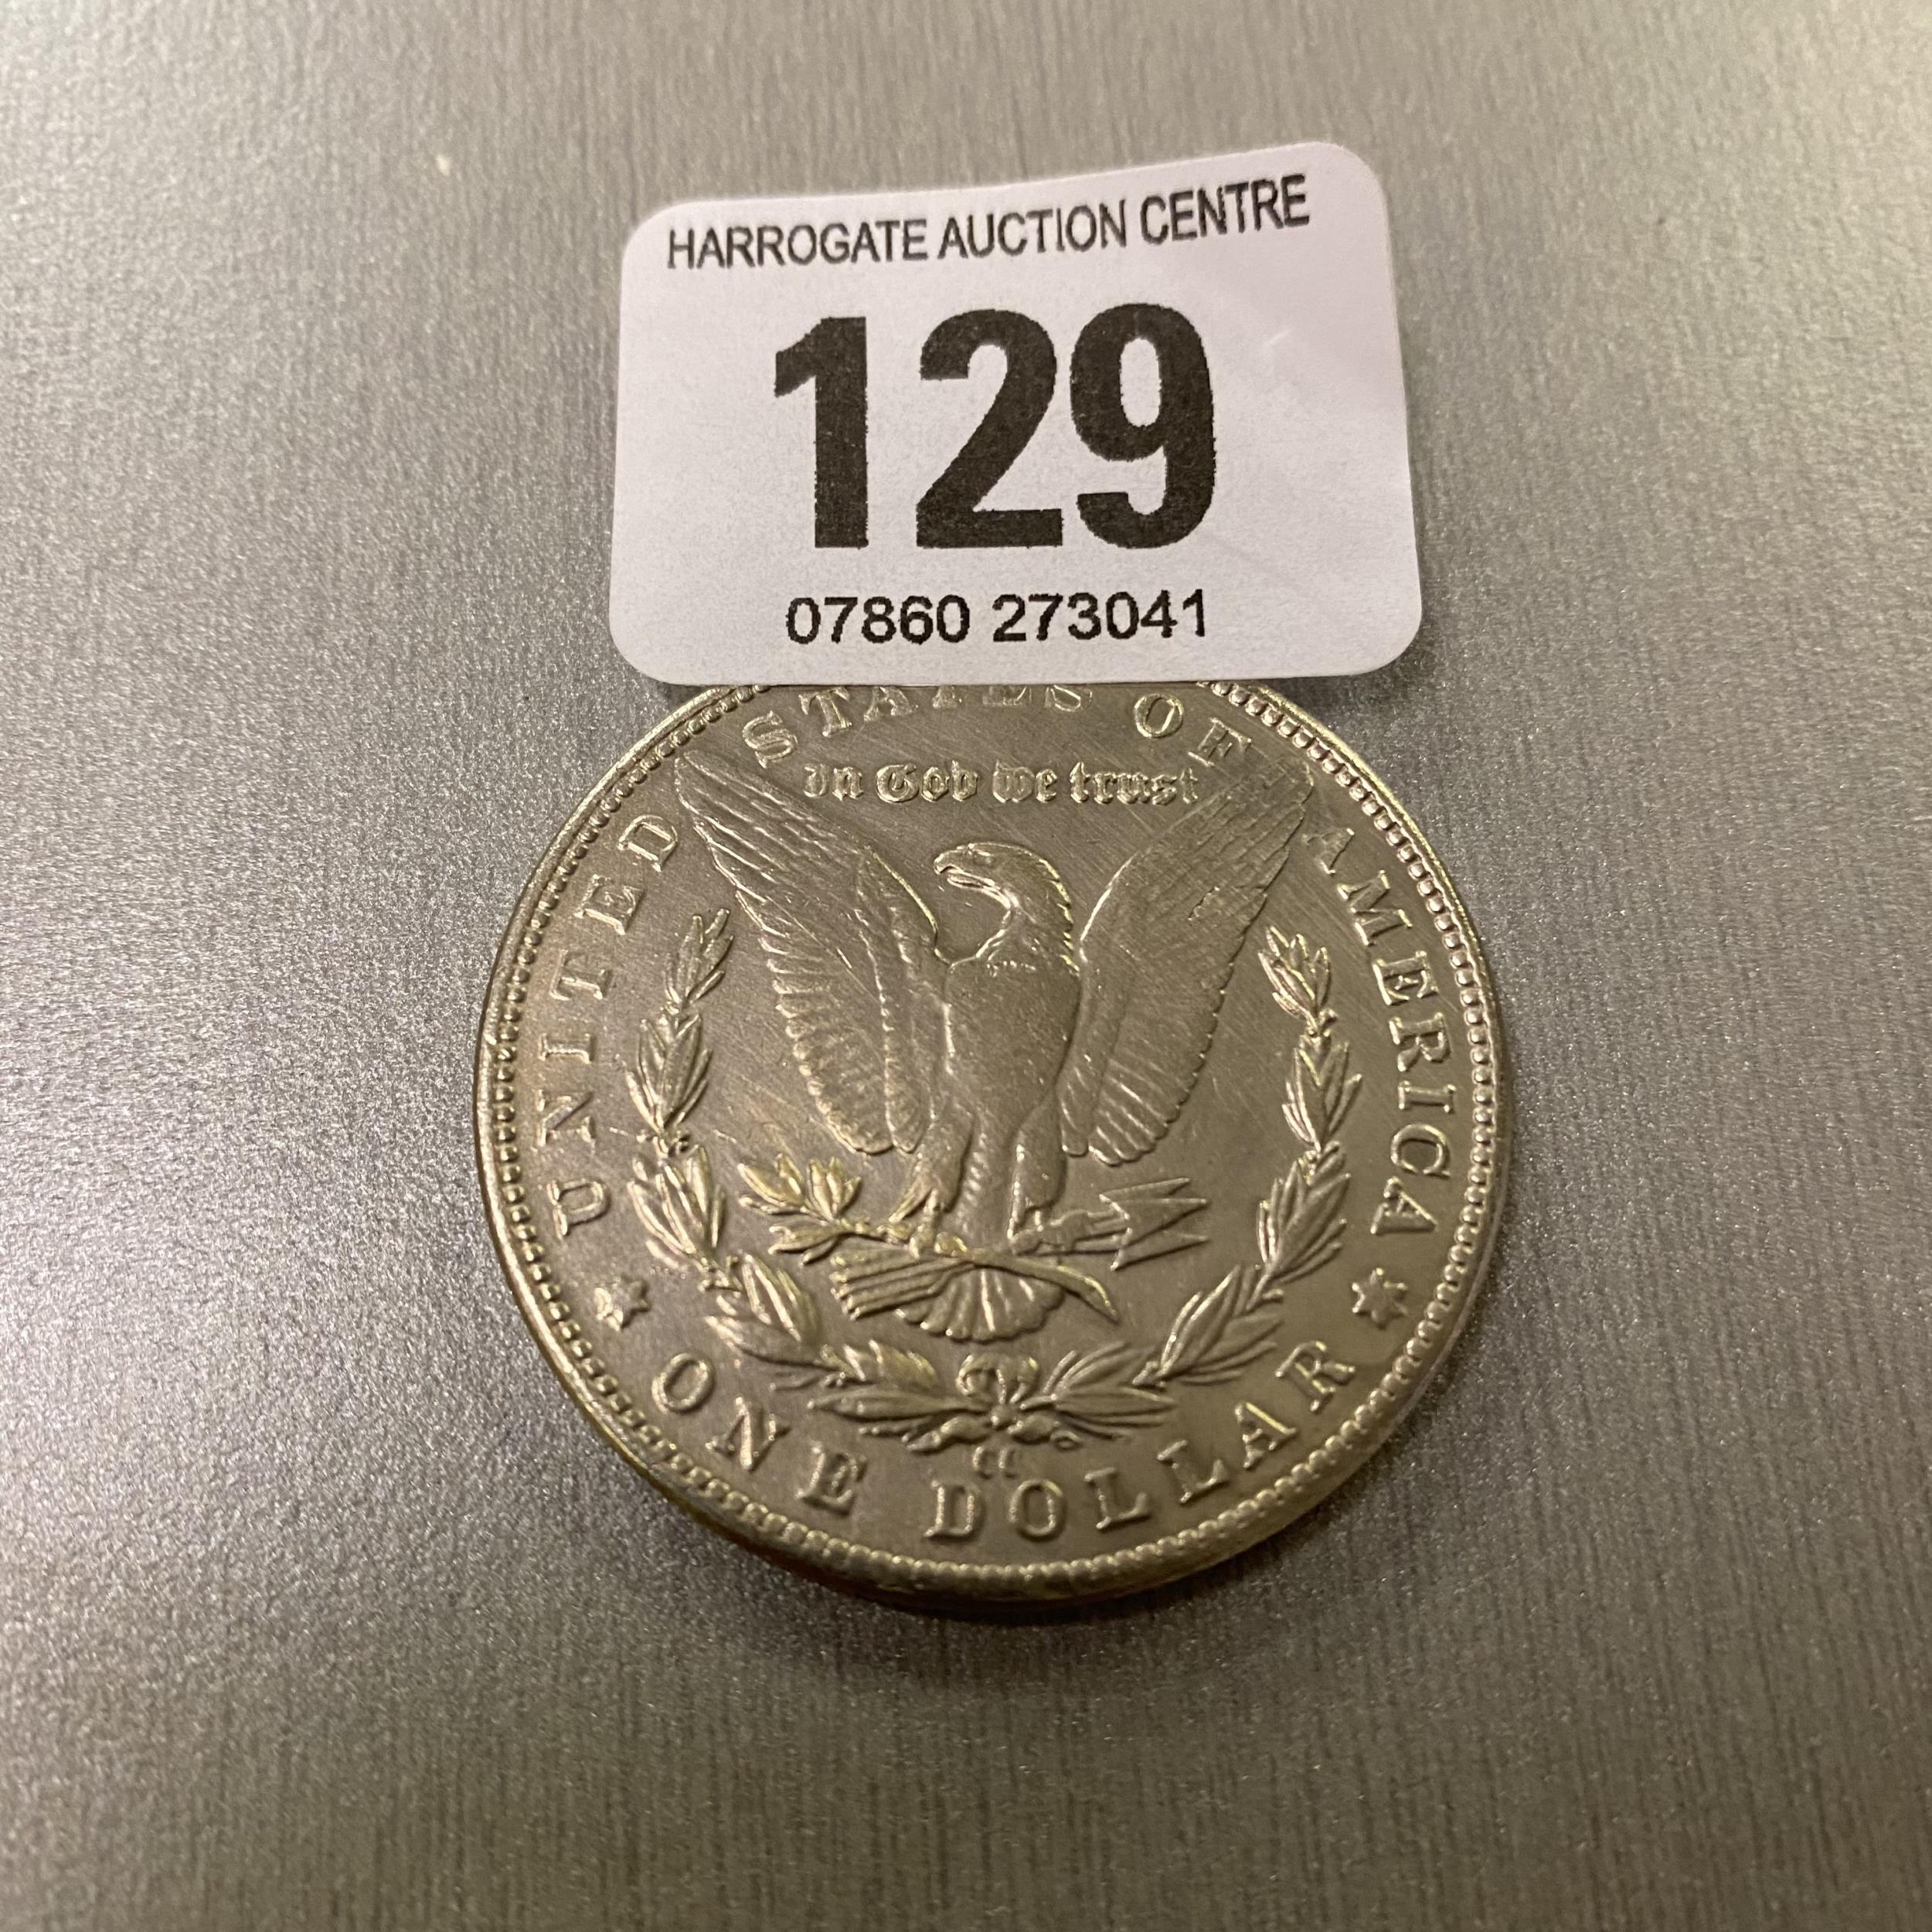 HARROGATE AUCTION CENTRE
129
07860 273041
UNITED STATES OF AMERICA
In God we trust
CC
ONE DOLLAR